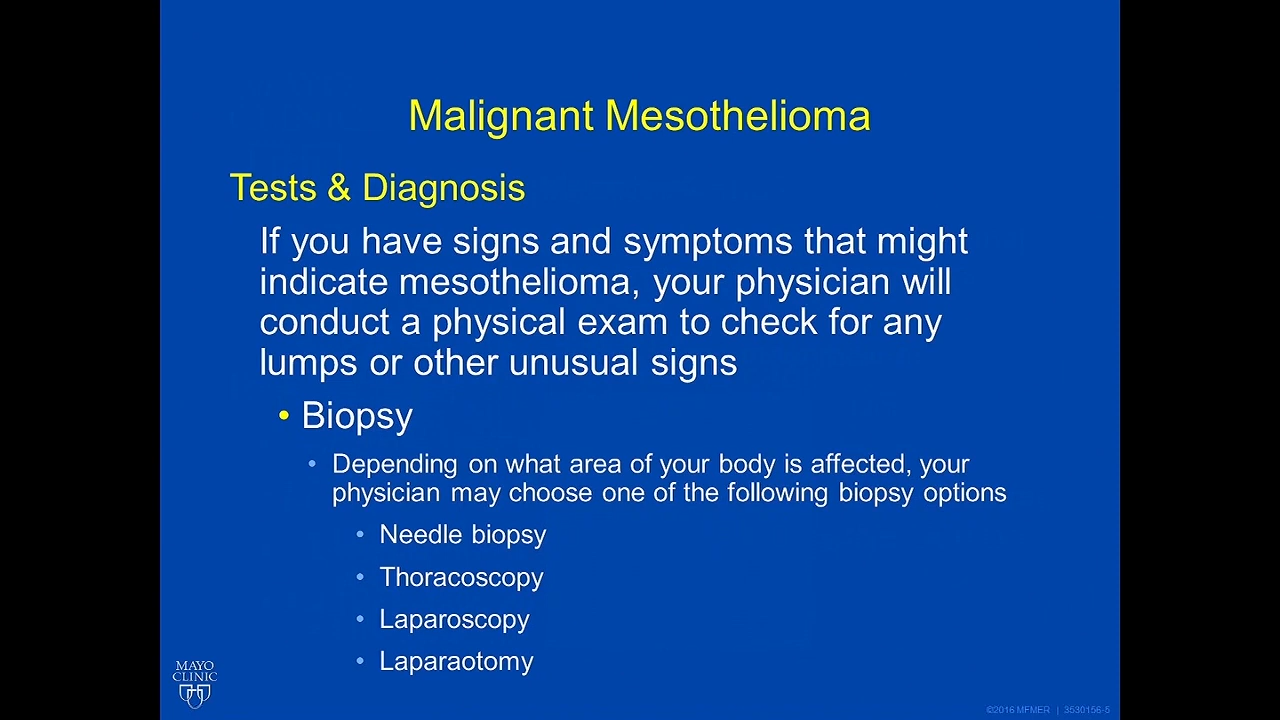 Malignant Mesothelioma
Tests & Diagnosis
If you have signs and symptoms that might
indicate mesothelioma, your physician will
conduct a physical exam to check for any
lumps or other unusual signs
• Biopsy
• Depending on what area of your body is affected, your
physician may choose one of the following biopsy options
• Needle biopsy
• Thoracoscopy
• Laparoscopy
• Laparaotomy
MAYO
CLINIC
©2016 MFMER | 3530156-5